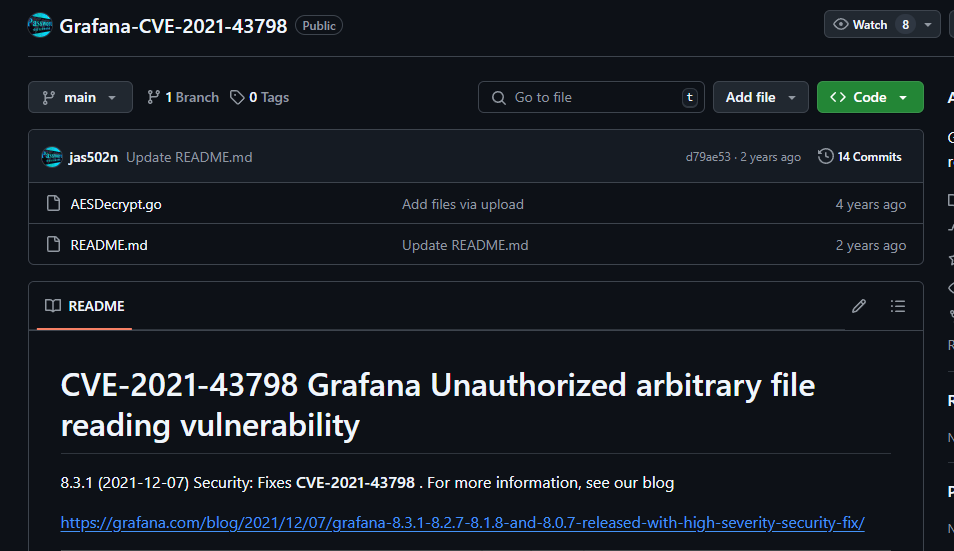 Grafana-CVE-2021-43798 Public Watch 8
main 1 Branch 0 Tags Go to file t Add file Code
jas502n Update README.md d79ae53 · 2 years ago 14 Commits
AESDecrypt.go Add files via upload 4 years ago
README.md Update README.md 2 years ago
README
CVE-2021-43798 Grafana Unauthorized arbitrary file
reading vulnerability
8.3.1 (2021-12-07) Security: Fixes CVE-2021-43798 . For more information, see our blog
https://grafana.com/blog/2021/12/07/grafana-8.3.1-8.2.7-8.1.8-and-8.0.7-released-with-high-severity-security-fix/